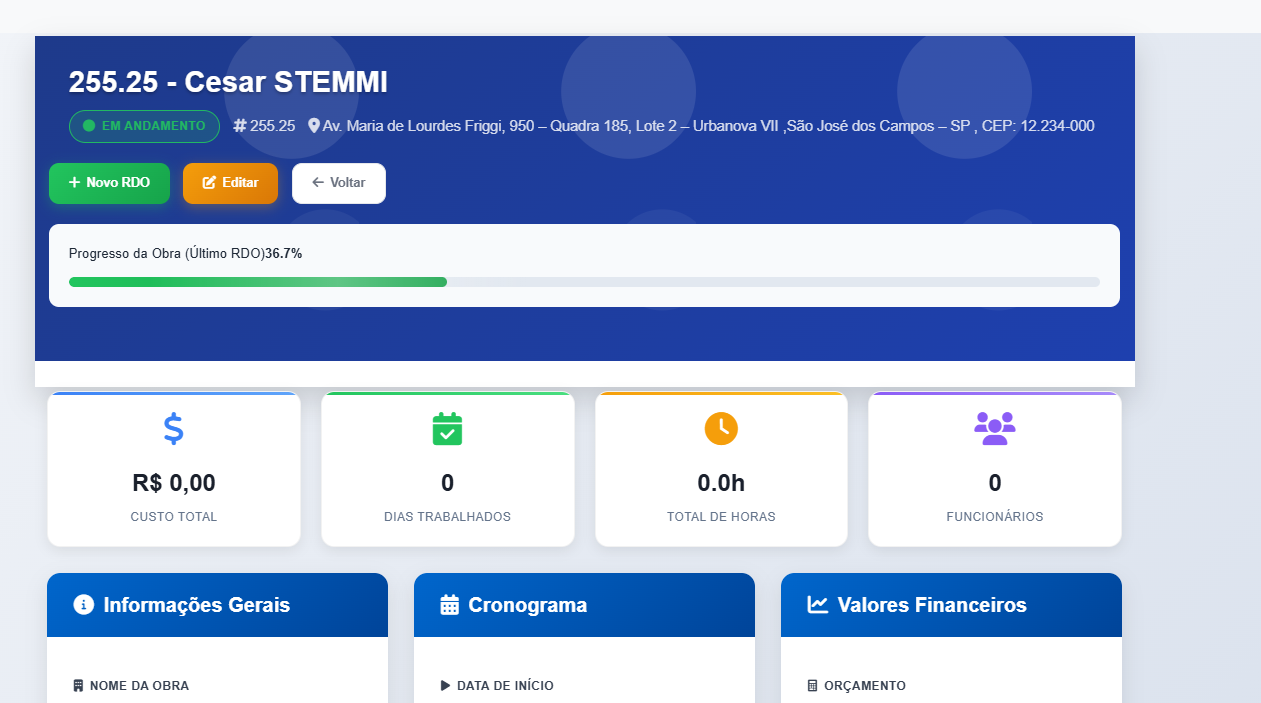 255.25 - Cesar STEMMI
EM ANDAMENTO # 255.25 Av. Maria de Lourdes Friggi, 950 – Quadra 185, Lote 2 – Urbanova VII ,São José dos Campos – SP , CEP: 12.234-000
Novo RDO Editar Voltar
Progresso da Obra (Último RDO)36.7%
R$ 0,00 0 0.0h 0
CUSTO TOTAL DIAS TRABALHADOS TOTAL DE HORAS FUNCIONÁRIOS
Informações Gerais Cronograma Valores Financeiros
NOME DA OBRA DATA DE INÍCIO ORÇAMENTO